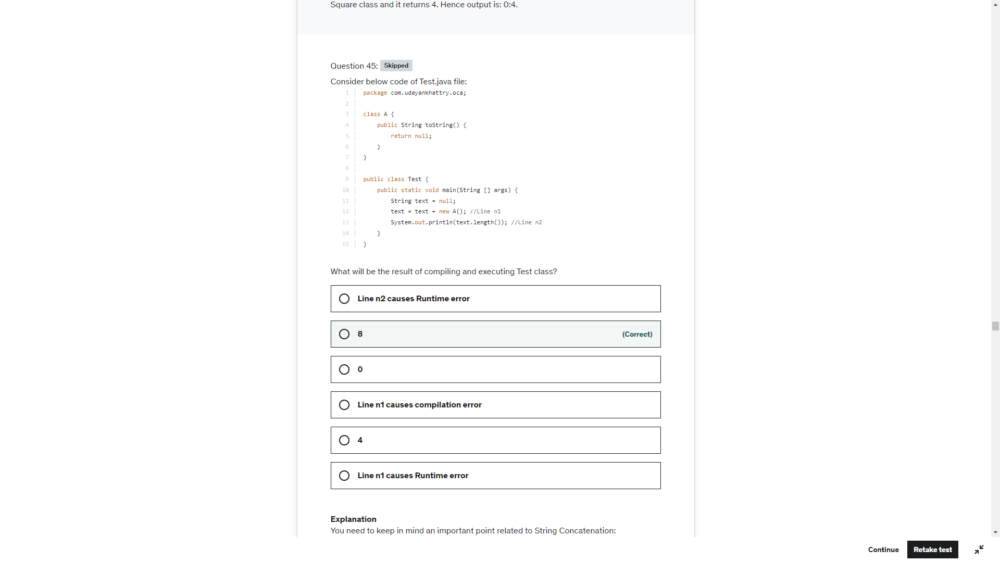 Square class and it returns 4. Hence output is: 0:4.
Question 45: Skipped
Consider below code of Test.java file:
1 package com.udayankhattry.oca;
2
3 class A {
4 public String toString() {
5 return null;
6 }
7 }
8
9 public class Test {
10 public static void main(String [] args) {
11 String text = null;
12 text = text + new A(); //Line n1
13 System.out.println(text.length()); //Line n2
14 }
15 }
What will be the result of compiling and executing Test class?
Line n2 causes Runtime error
8 (Correct)
0
Line n1 causes compilation error
4
Line n1 causes Runtime error
Explanation
You need to keep in mind an important point related to String Concatenation:
Continue Retake test